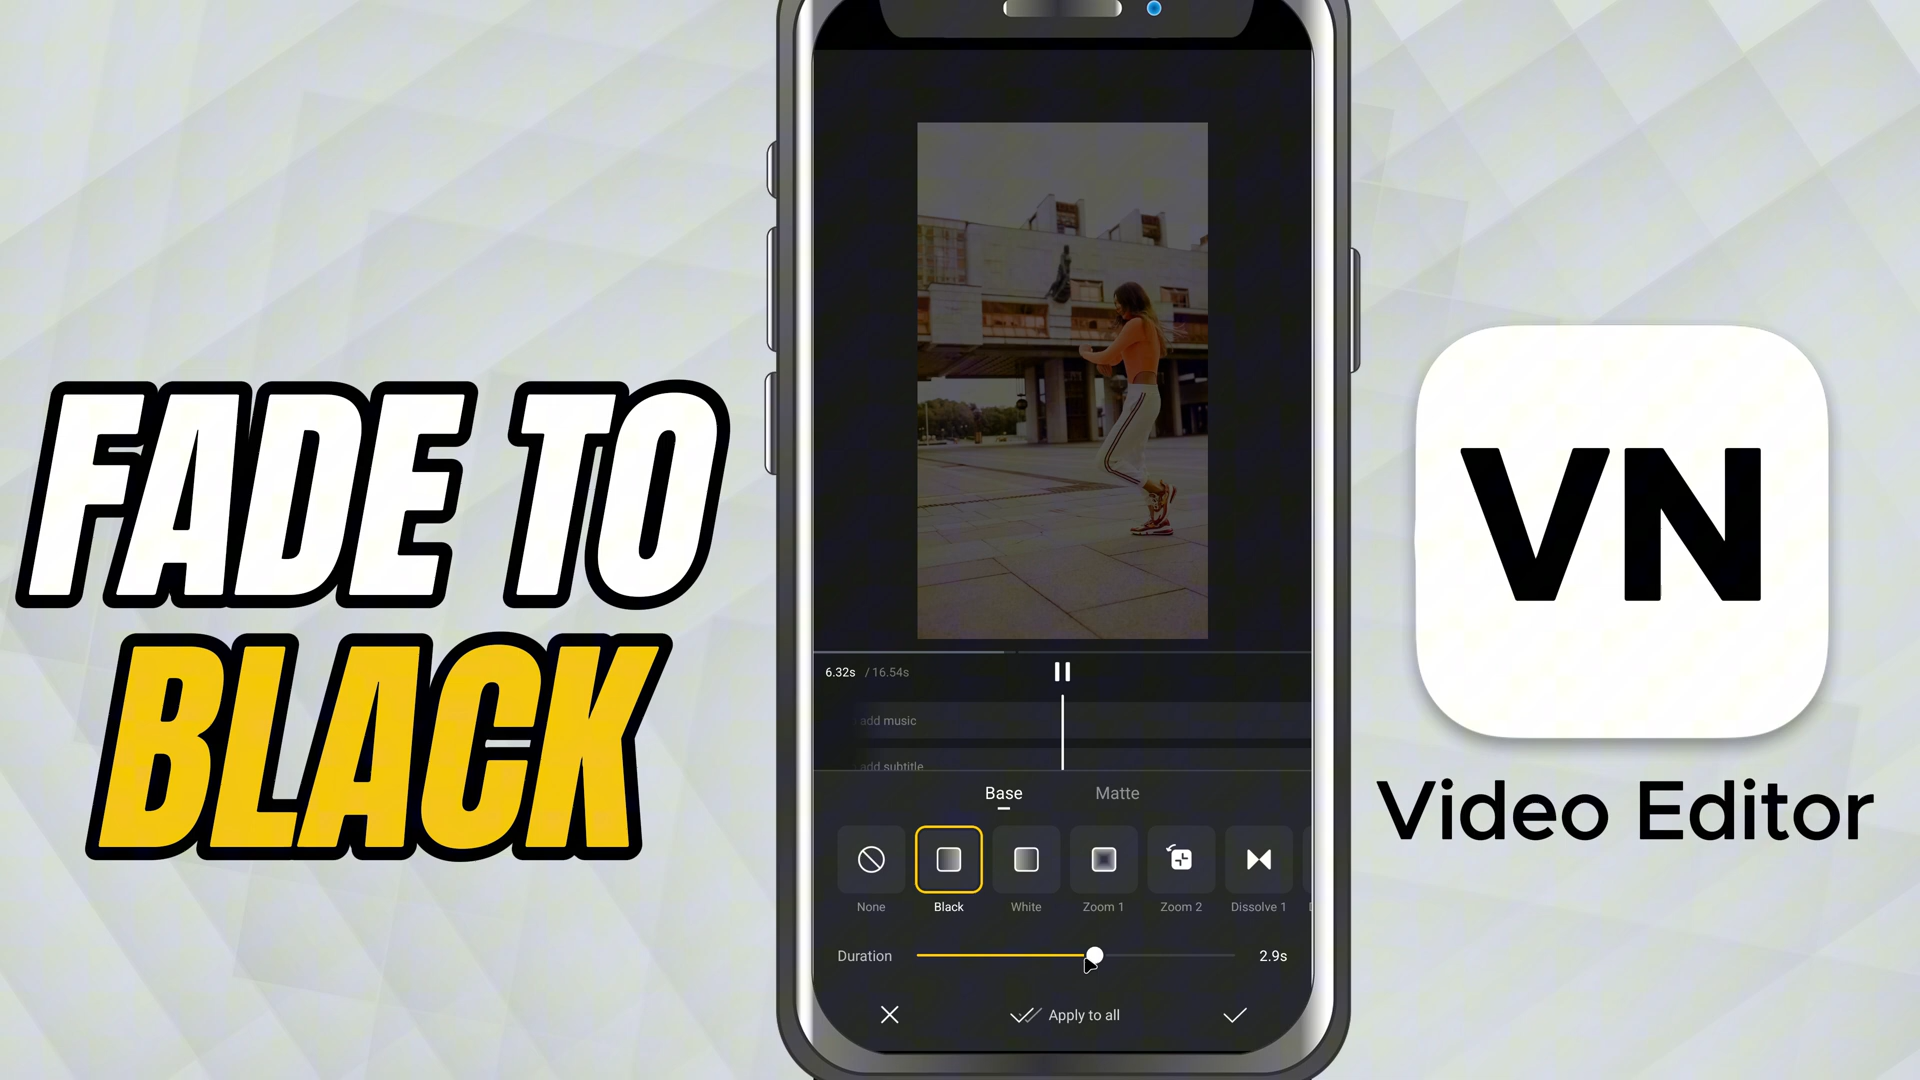 FADE TO
BLACK
6.32s / 16.54s
add music
add subtitle
Base Matte
None Black White Zoom 1 Zoom 2 Dissolve 1
Duration 2.9s
Apply to all
VN
Video Editor